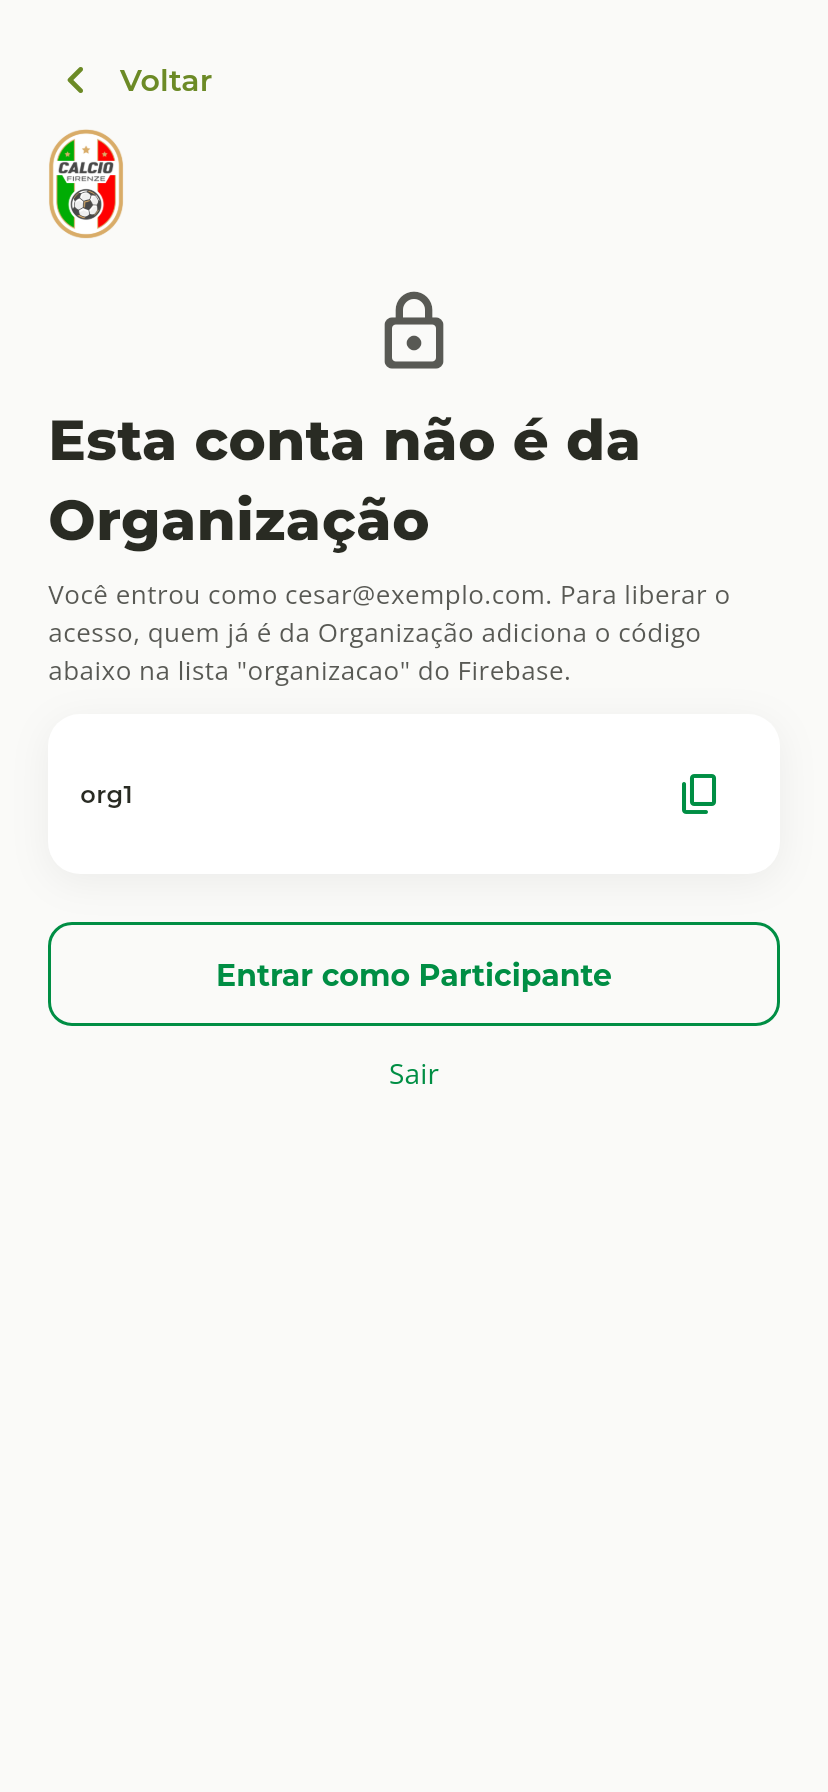 Voltar
CALCIO
FIRENZE
Esta conta não é da
Organização
Você entrou como cesar@exemplo.com. Para liberar o
acesso, quem já é da Organização adiciona o código
abaixo na lista "organizacao" do Firebase.
org1
Entrar como Participante
Sair